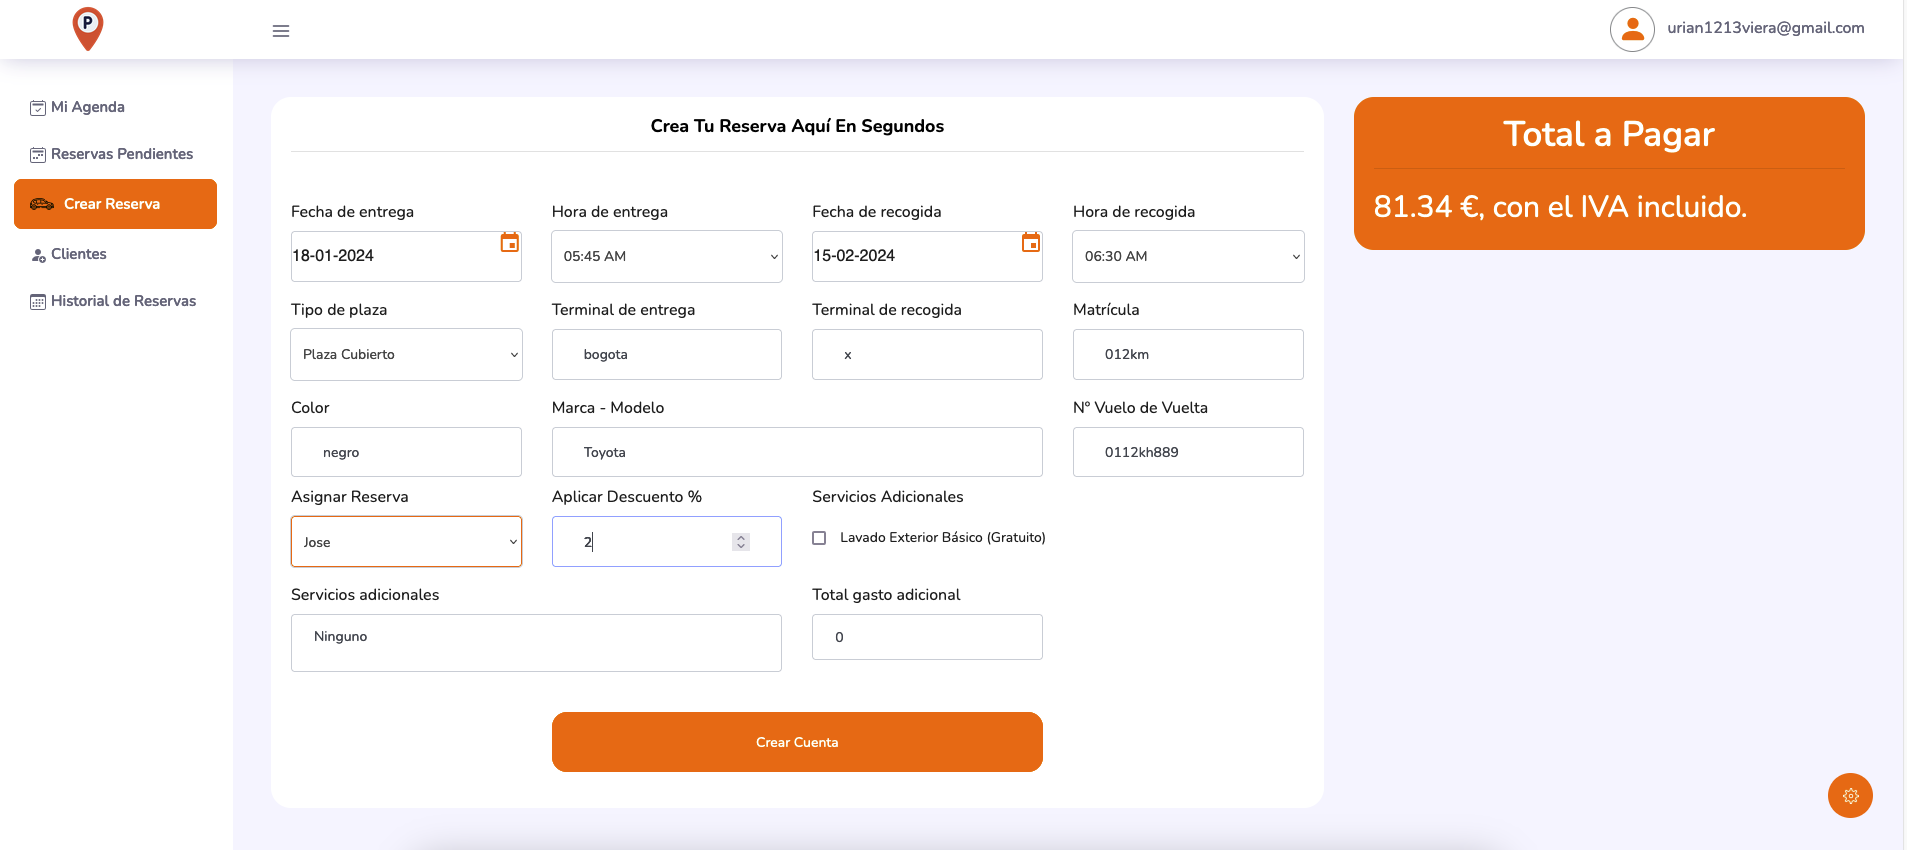 P
urian1213viera@gmail.com
Mi Agenda
Reservas Pendientes
Crear Reserva
Clientes
Historial de Reservas
Crea Tu Reserva Aquí En Segundos
Fecha de entrega
Hora de entrega
Fecha de recogida
Hora de recogida
18-01-2024
05:45 AM
15-02-2024
06:30 AM
Tipo de plaza
Terminal de entrega
Terminal de recogida
Matrícula
Plaza Cubierto
bogota
x
012km
Color
Marca - Modelo
Nº Vuelo de Vuelta
negro
Toyota
0112kh889
Asignar Reserva
Aplicar Descuento %
Servicios Adicionales
Jose
2
Lavado Exterior Básico (Gratuito)
Servicios adicionales
Total gasto adicional
Ninguno
0
Crear Cuenta
Total a Pagar
81.34 €, con el IVA incluido.